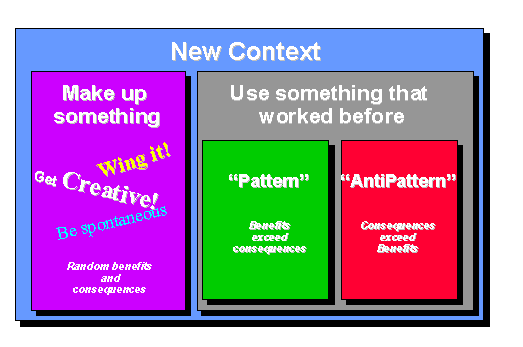 New Context
Make up
something
Wing it!
Get Creative!
Be spontaneous
Random benefits
and
consequences
Use something that
worked before
“Pattern”
Benefits
exceed
consequences
“AntiPattern”
Consequences
exceed
Benefits